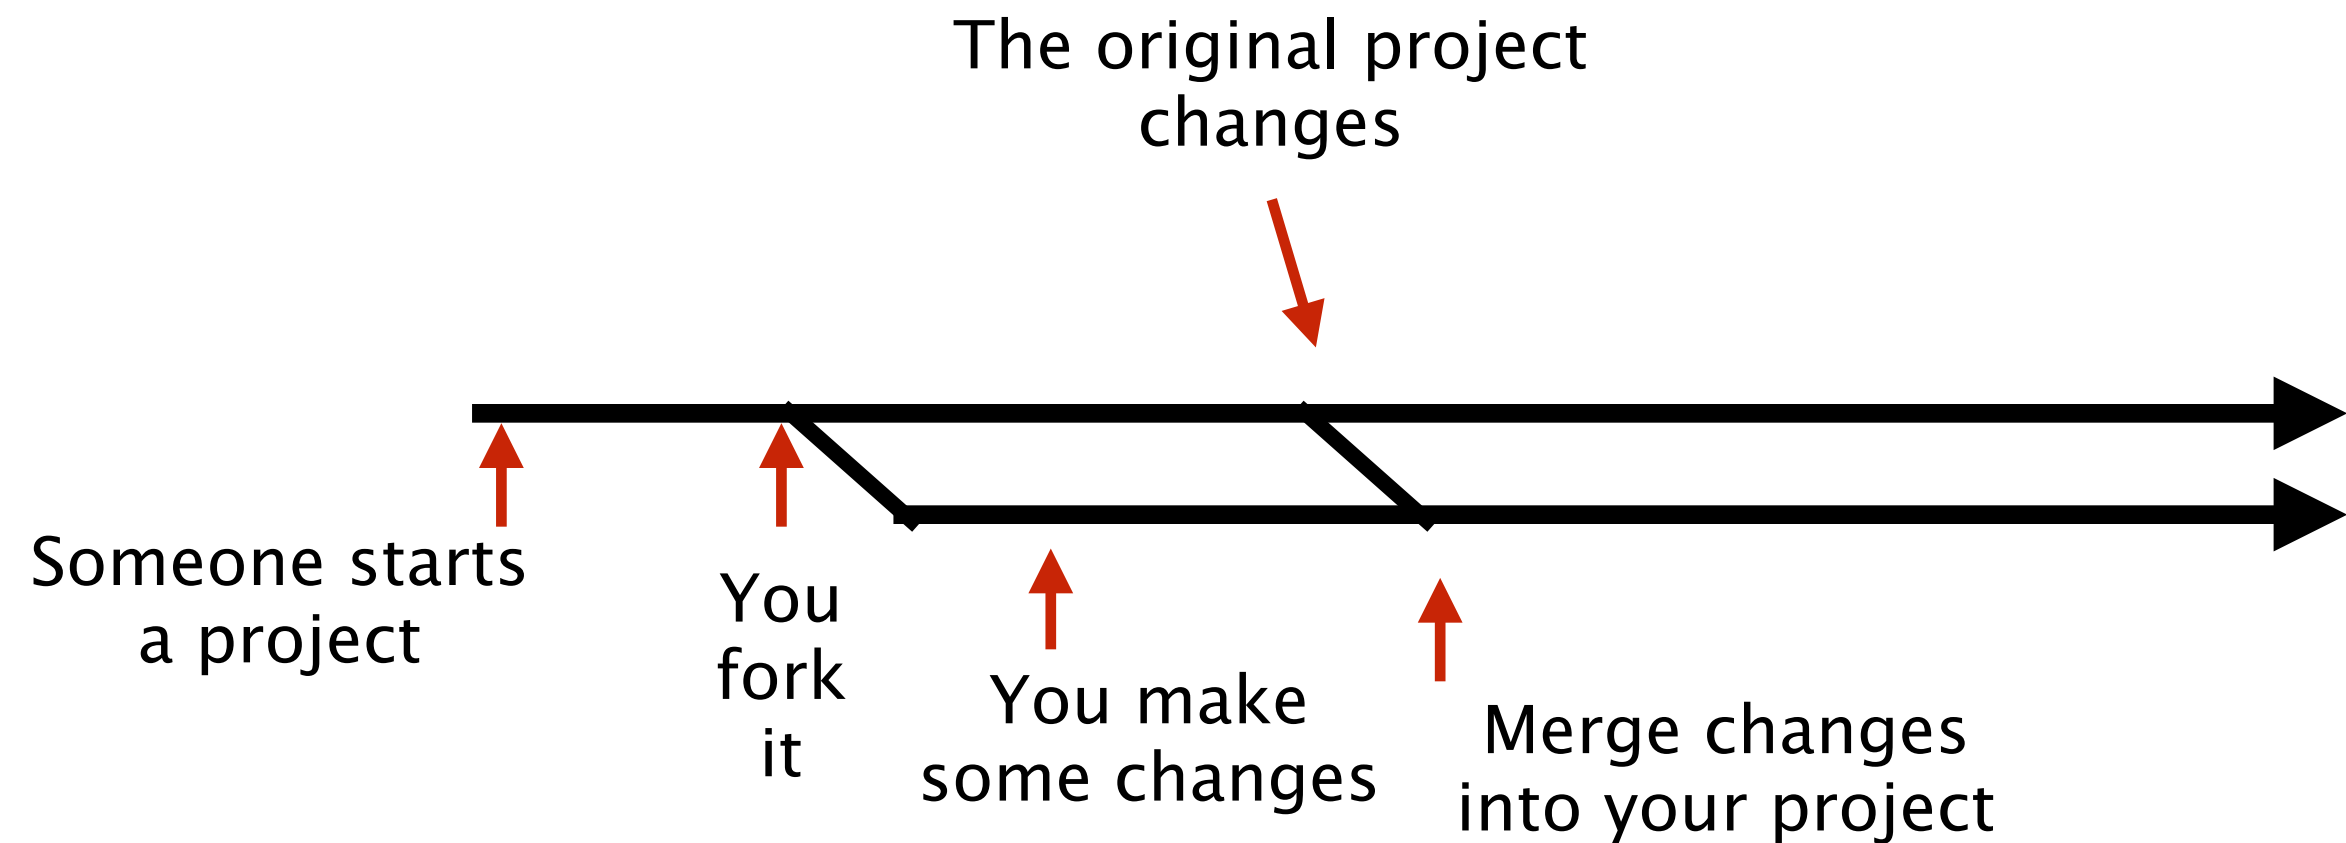 The original project
changes
Someone starts
a project
You
fork
it
You make
some changes
Merge changes
into your project